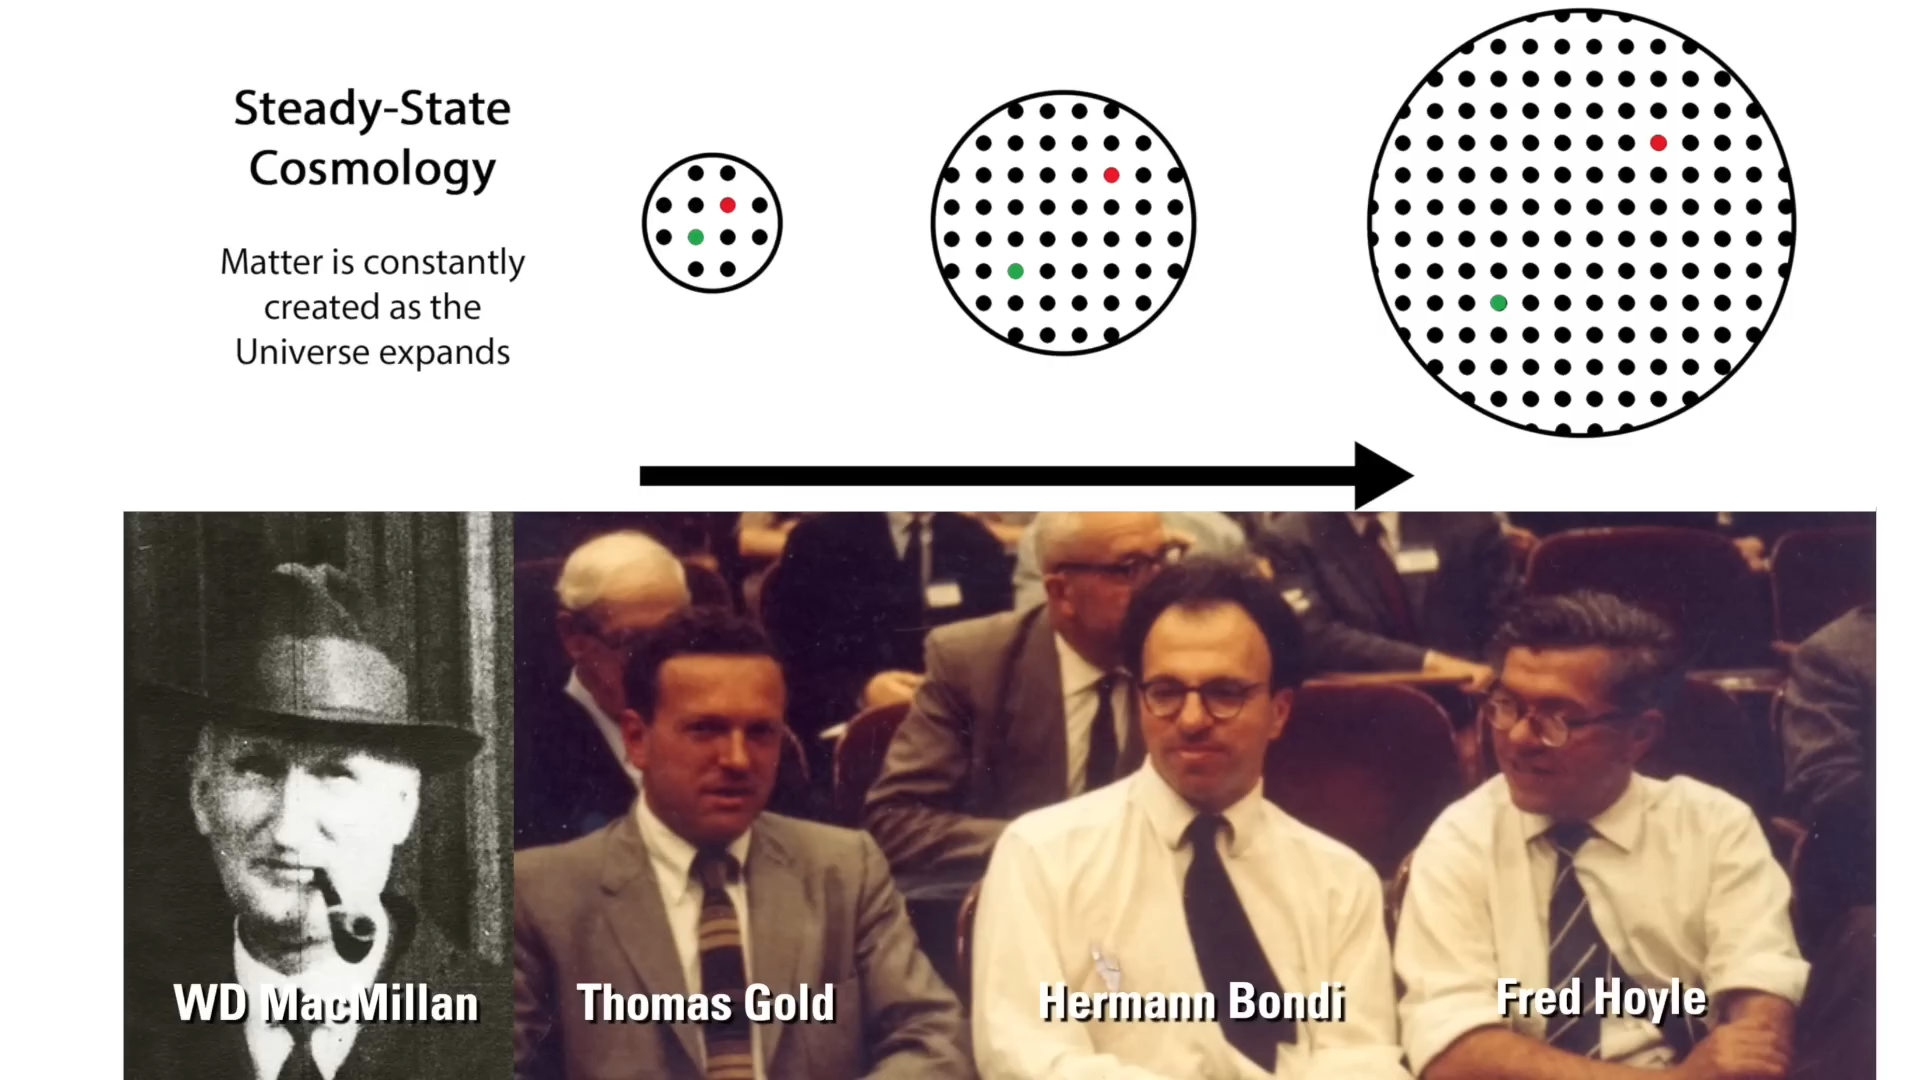 Steady-State
Cosmology
Matter is constantly
created as the
Universe expands
WD MacMillan
Thomas Gold
Hermann Bondi
Fred Hoyle